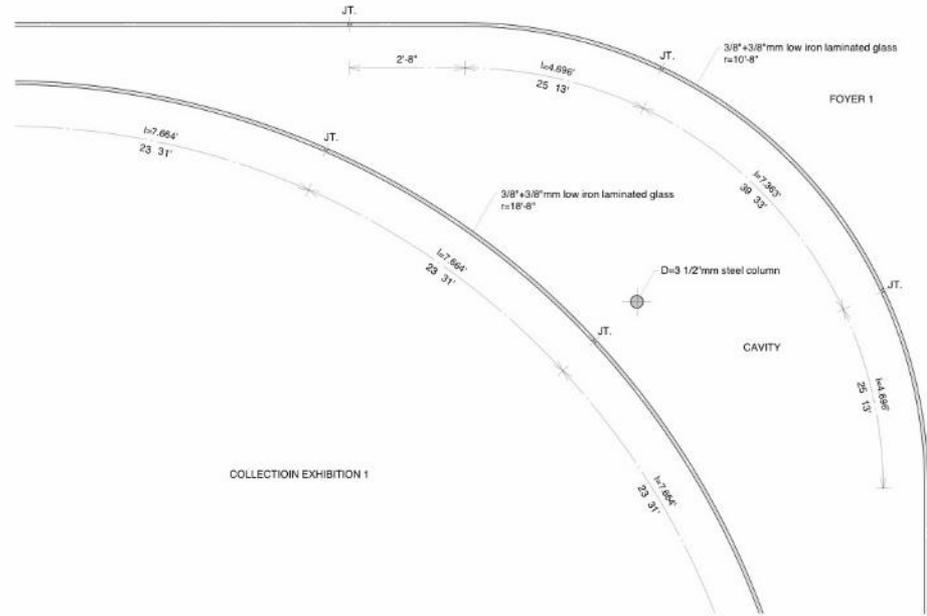 JT.
3/8"+3/8"mm low iron laminated glass
r=10'-8"
JT.
2'-8"
l=4.696'
25 13'
FOYER 1
l=7.664'
23 31'
JT.
l=7.363'
39 33'
3/8"+3/8"mm low iron laminated glass
r=18'-8"
l=7.664'
23 31'
D=3 1/2"mm steel column
JT.
JT.
CAVITY
l=4.696'
25 13'
COLLECTIOIN EXHIBITION 1
l=7.664'
23 31'